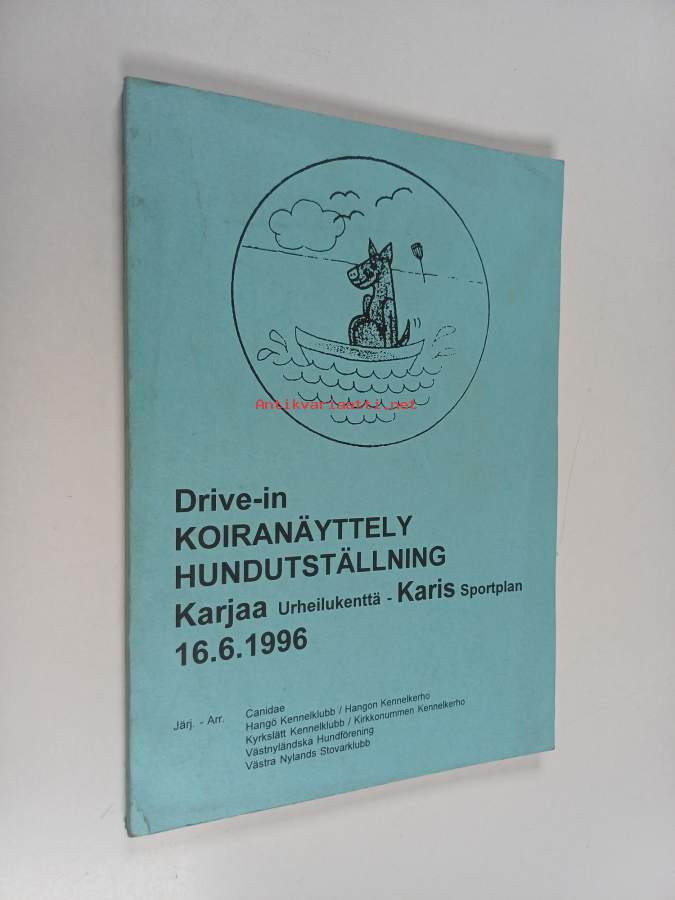 Antikvariaatti.net
Drive-in
KOIRANÄYTTELY
HUNDUTSTÄLLNING
Karjaa Urheilukenttä - Karis Sportplan
16.6.1996
Järj. - Arr. Canidae
Hangö Kennelklubb / Hangon Kennelkerho
Kyrkslätt Kennelklubb / Kirkkonummen Kennelkerho
Västnyländska Hundförening
Västra Nylands Stovarklubb